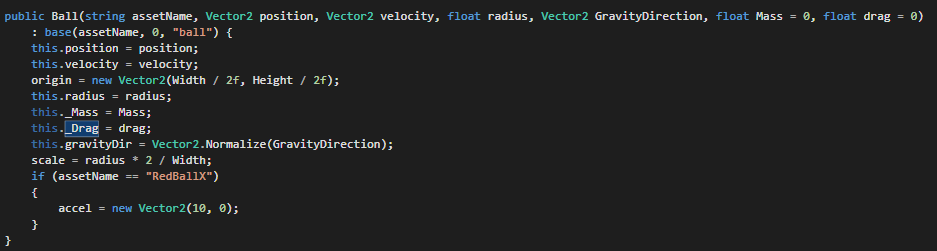 public Ball(string assetName, Vector2 position, Vector2 velocity, float radius, Vector2 GravityDirection, float Mass = 0, float drag = 0)
    : base(assetName, 0, "ball") {
    this.position = position;
    this.velocity = velocity;
    origin = new Vector2(Width / 2f, Height / 2f);
    this.radius = radius;
    this._Mass = Mass;
    this._Drag = drag;
    this.gravityDir = Vector2.Normalize(GravityDirection);
    scale = radius * 2 / Width;
    if (assetName == "RedBallX")
    {
        accel = new Vector2(10, 0);
    }
}